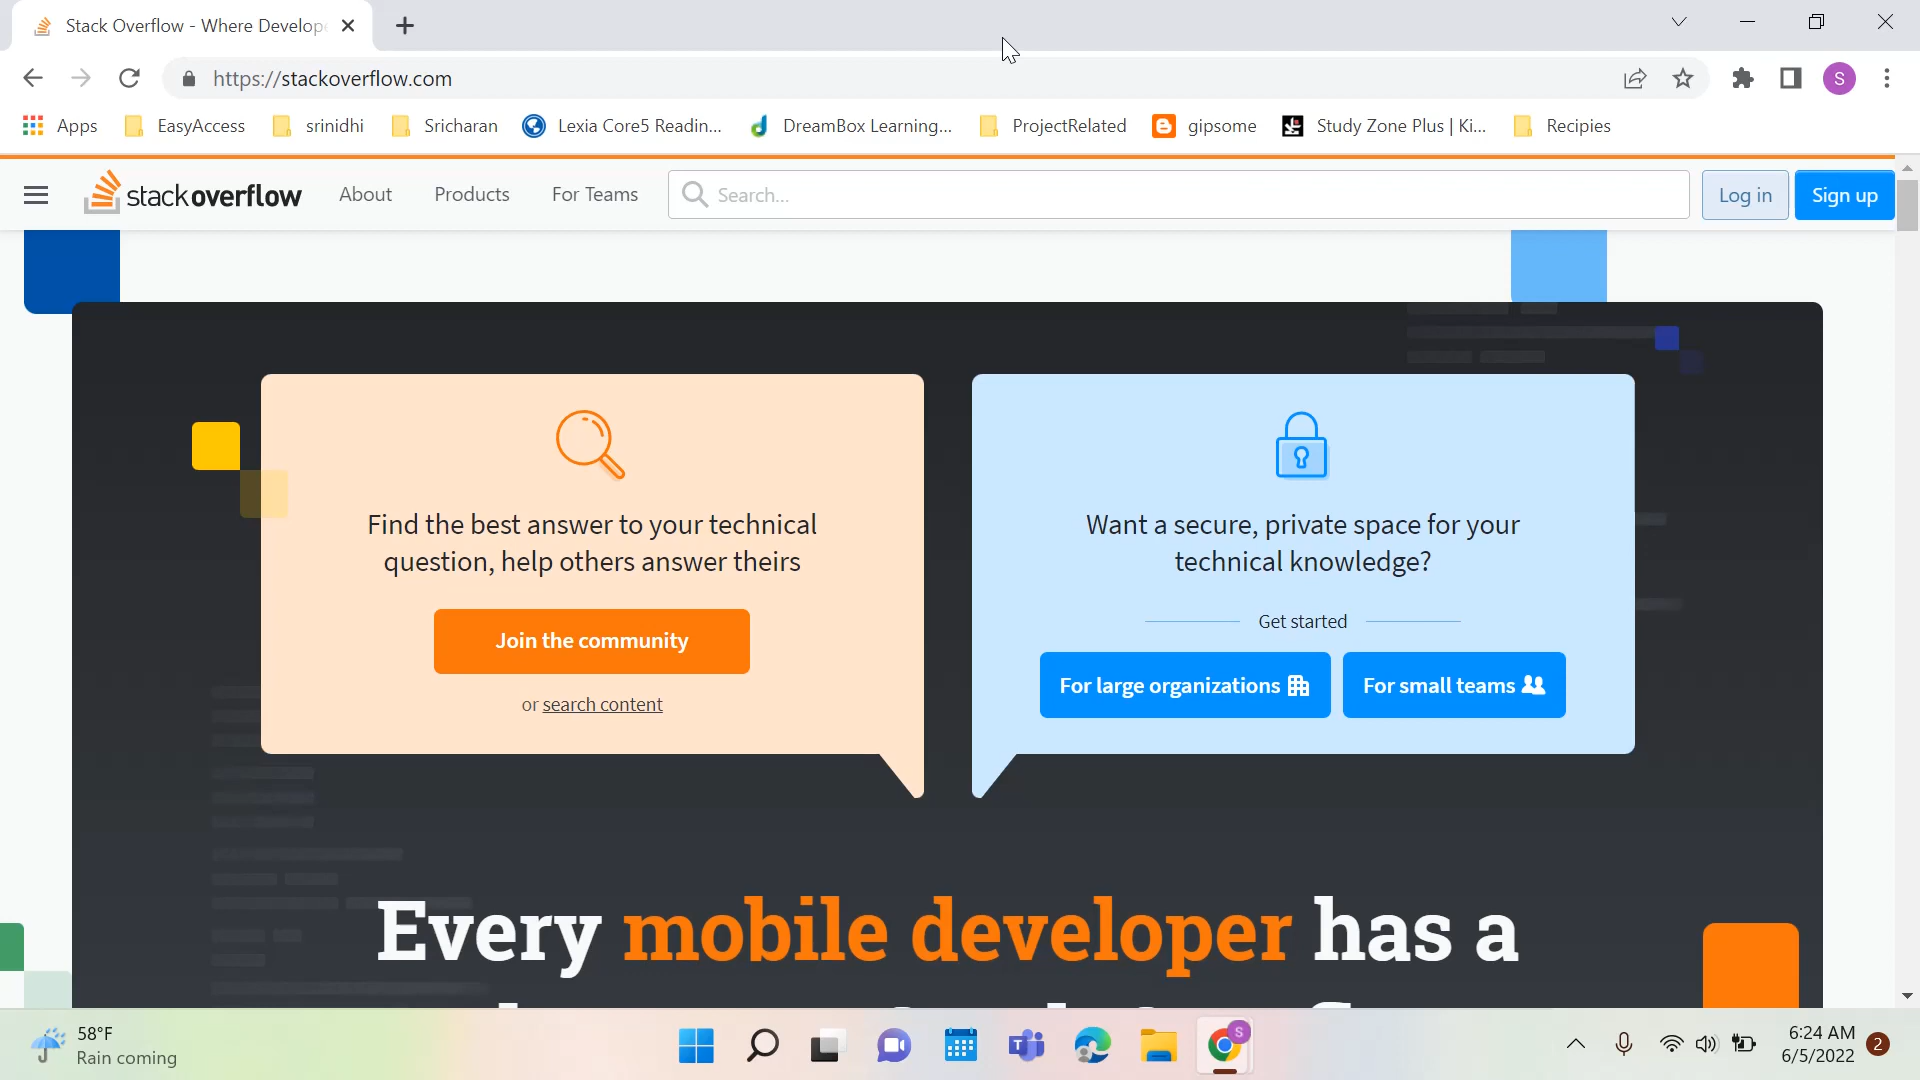 Stack Overflow - Where Develope
https://stackoverflow.com
S
Apps
EasyAccess
srinidhi
Sricharan
Lexia Core5 Readin...
DreamBox Learning...
ProjectRelated
gipsome
Study Zone Plus | Ki...
Recipies
stackoverflow
About
Products
For Teams
Search...
Log in
Sign up
Find the best answer to your technical
question, help others answer theirs
Join the community
or search content
Want a secure, private space for your
technical knowledge?
Get started
For large organizations
For small teams
Every mobile developer has a
58°F
Rain coming
S
6:24 AM
6/5/2022
2